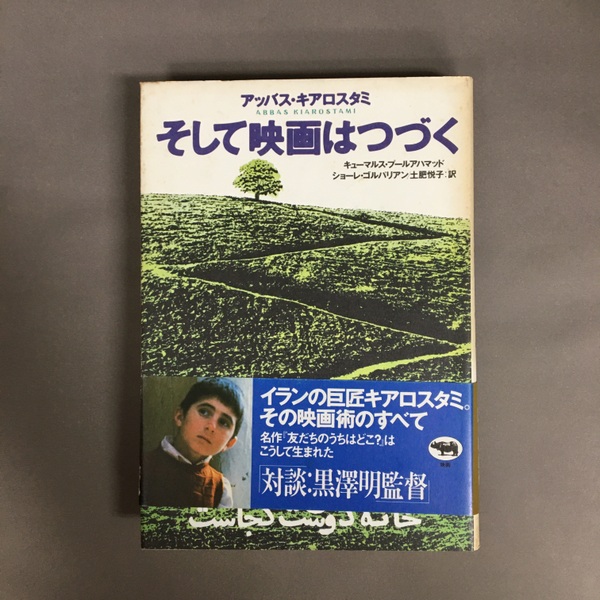 アッバス・キアロスタミ
ABBAS KIAROSTAMI
そして映画はつづく
キューマルス・プールアハマッド
ショーレ・ゴルパリアン土肥悦子:訳
イランの巨匠キアロスタミ。
その映画術のすべて
名作『友だちのうちはどこ?』は
こうして生まれた
「対談:黒澤明監督」
خانه دوست کجاست